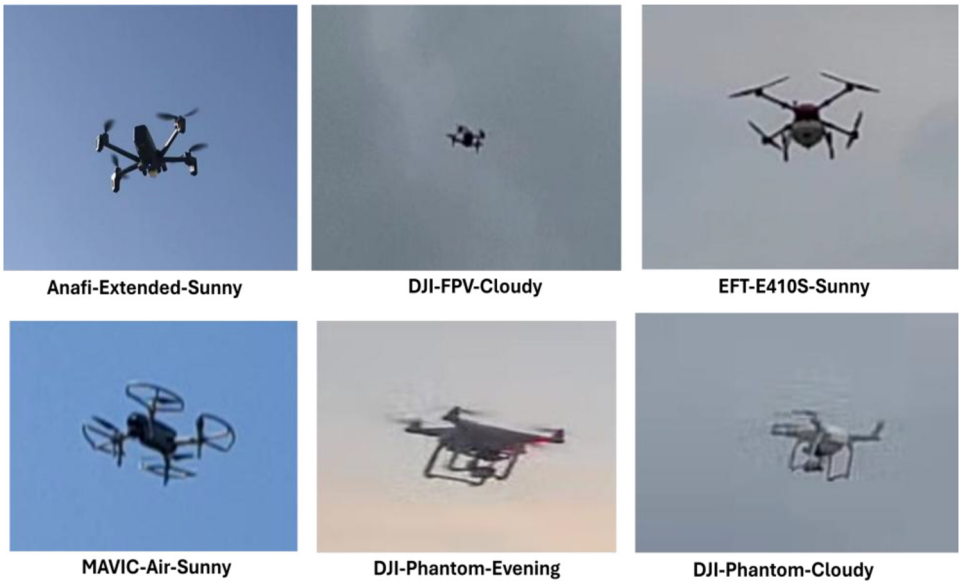 Anafi-Extended-Sunny
DJI-FPV-Cloudy
EFT-E410S-Sunny
MAVIC-Air-Sunny
DJI-Phantom-Evening
DJI-Phantom-Cloudy